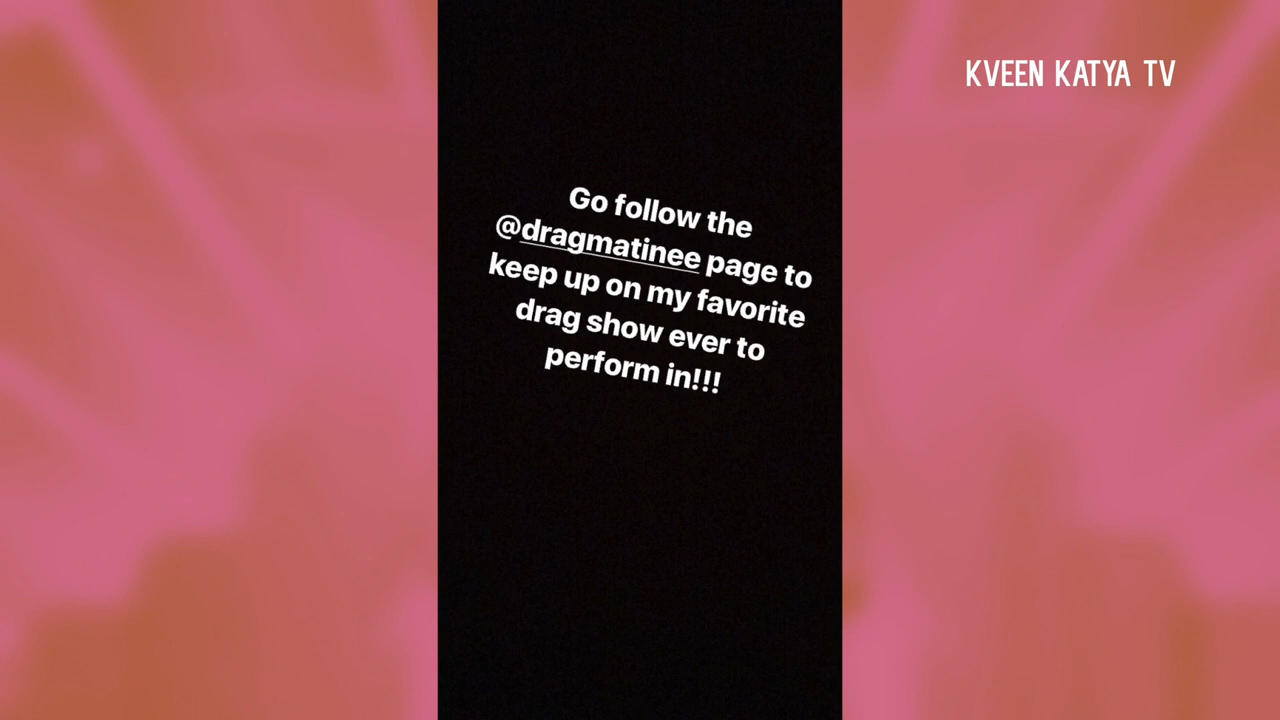 KVEEN KATYA TV
Go follow the
@dragmatinee page to
keep up on my favorite
drag show ever to
perform in!!!